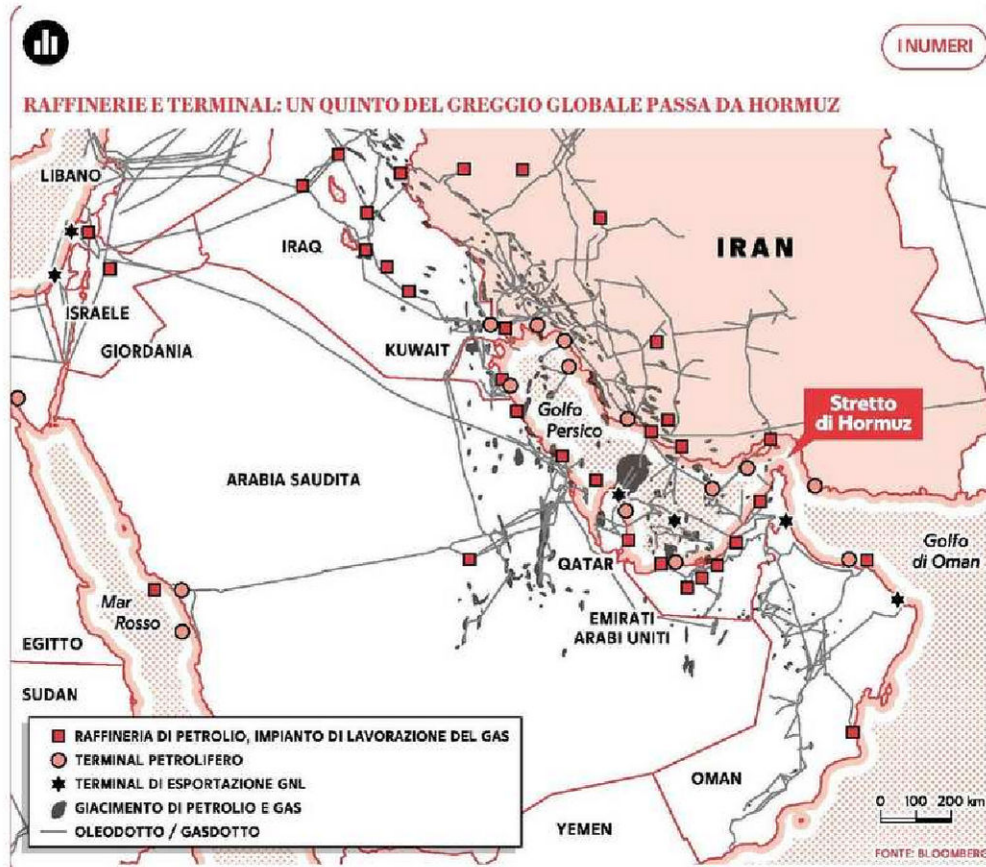 I NUMERI
RAFFINERIE E TERMINAL: UN QUINTO DEL GREGGIO GLOBALE PASSA DA HORMUZ
LIBANO
IRAQ
IRAN
ISRAELE
GIORDANIA
KUWAIT
Golfo
Persico
Stretto
di Hormuz
ARABIA SAUDITA
Golfo
di Oman
QATAR
Mar
Rosso
EMIRATI
ARABI UNITI
EGITTO
SUDAN
RAFFINERIA DI PETROLIO, IMPIANTO DI LAVORAZIONE DEL GAS
TERMINAL PETROLIFERO
TERMINAL DI ESPORTAZIONE GNL
GIACIMENTO DI PETROLIO E GAS
OLEODOTTO / GASDOTTO
OMAN
YEMEN
0 100 200 km
FONTE: BLOOMBERG